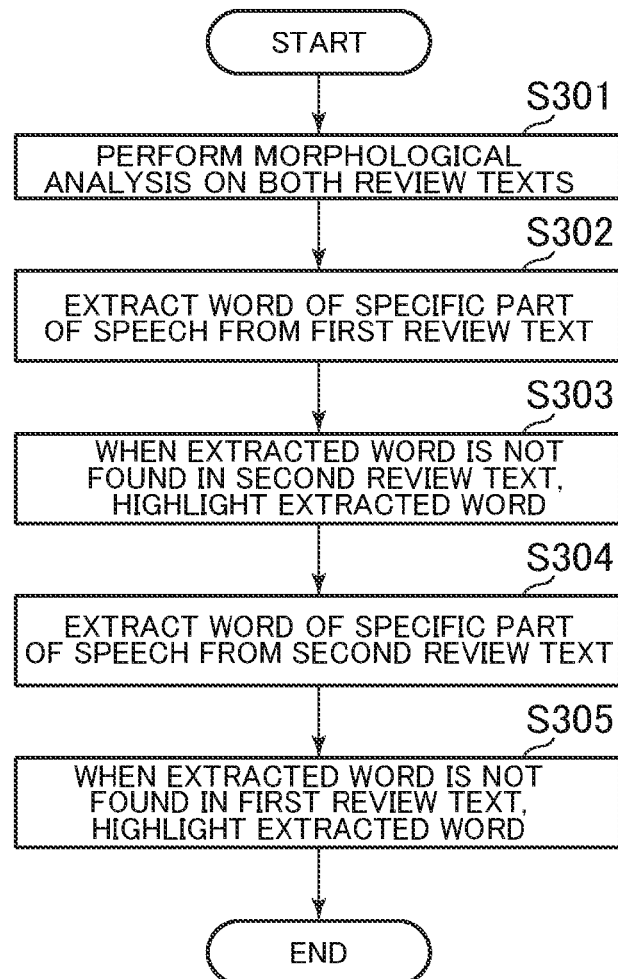 START
S301
PERFORM MORPHOLOGICAL
ANALYSIS ON BOTH REVIEW TEXTS
S302
EXTRACT WORD OF SPECIFIC PART
OF SPEECH FROM FIRST REVIEW TEXT
S303
WHEN EXTRACTED WORD IS NOT
FOUND IN SECOND REVIEW TEXT,
HIGHLIGHT EXTRACTED WORD
S304
EXTRACT WORD OF SPECIFIC PART
OF SPEECH FROM SECOND REVIEW TEXT
S305
WHEN EXTRACTED WORD IS NOT
FOUND IN FIRST REVIEW TEXT,
HIGHLIGHT EXTRACTED WORD
END